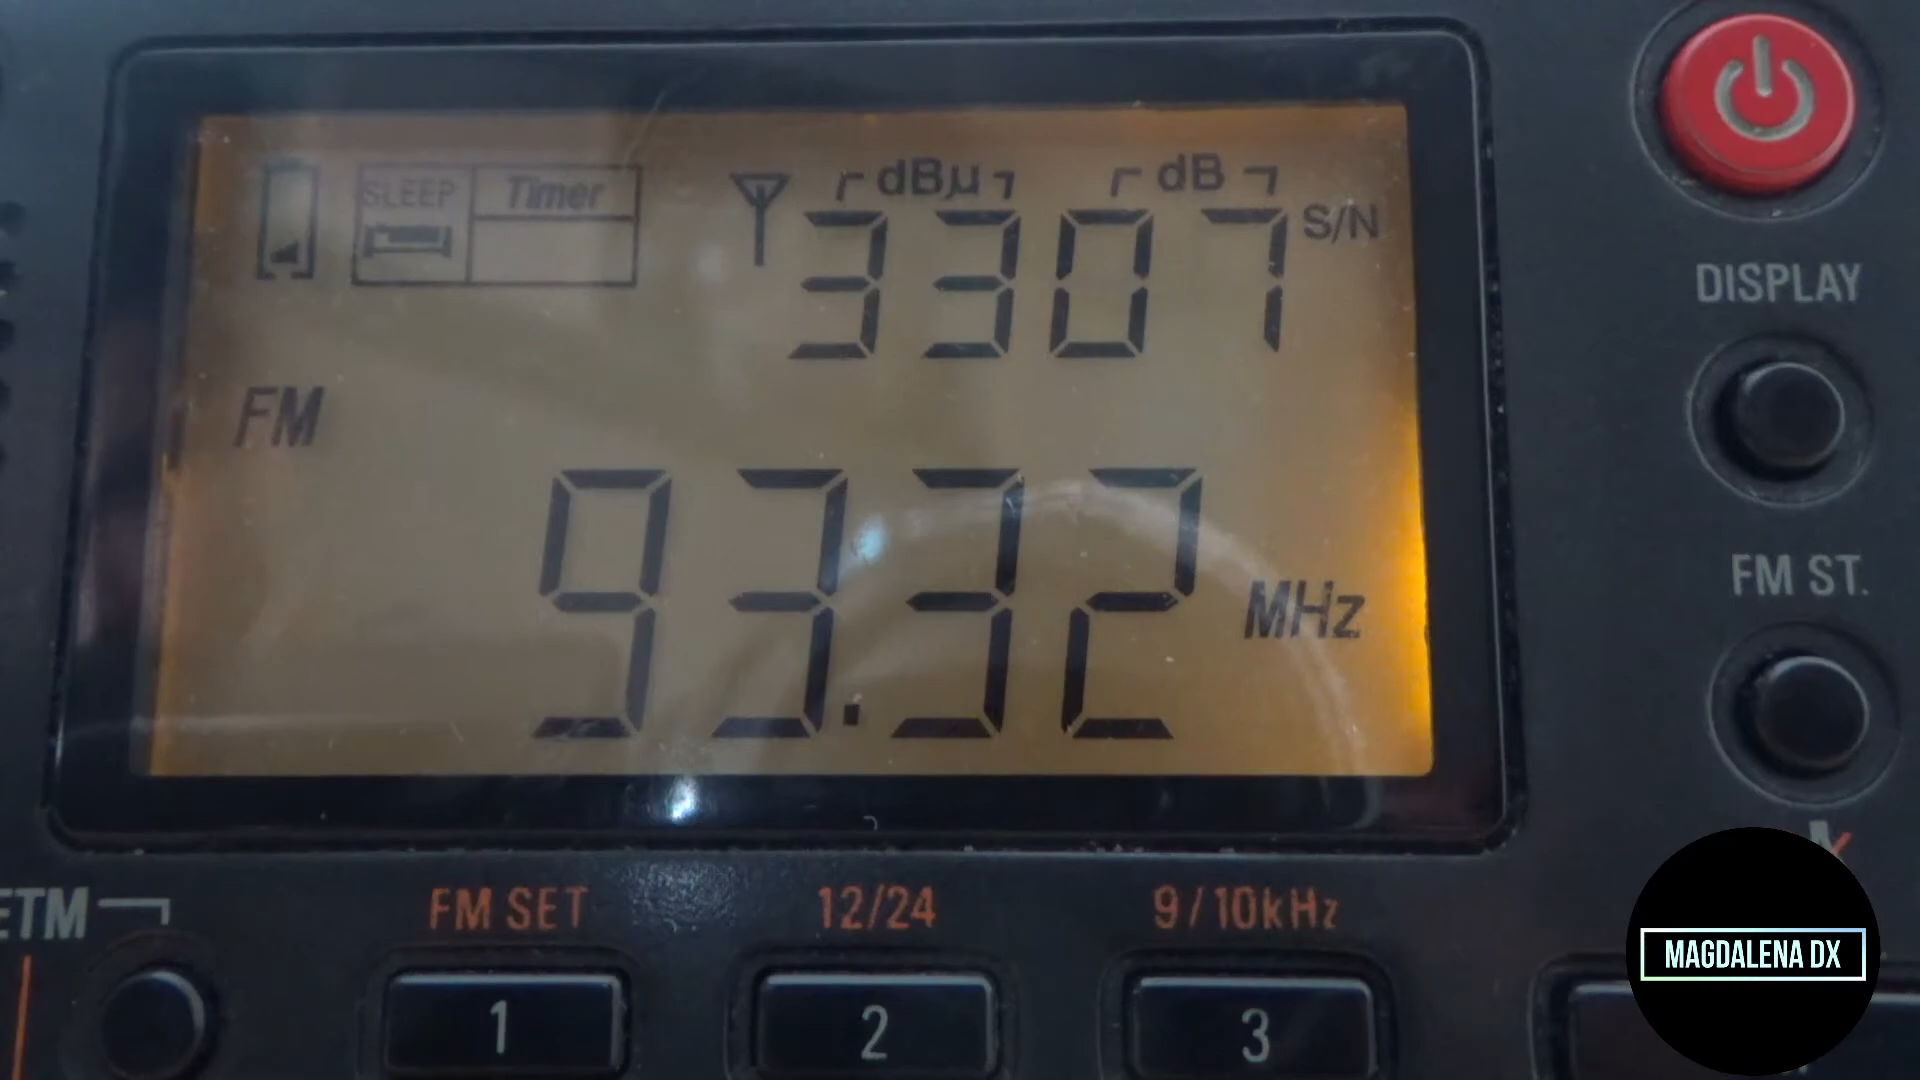 SLEEP Timer dBµ dB
3307 S/N
FM
93.32 MHz
DISPLAY
FM ST.
ETM
FM SET 12/24 9/10kHz
1 2 3
MAGDALENA DX